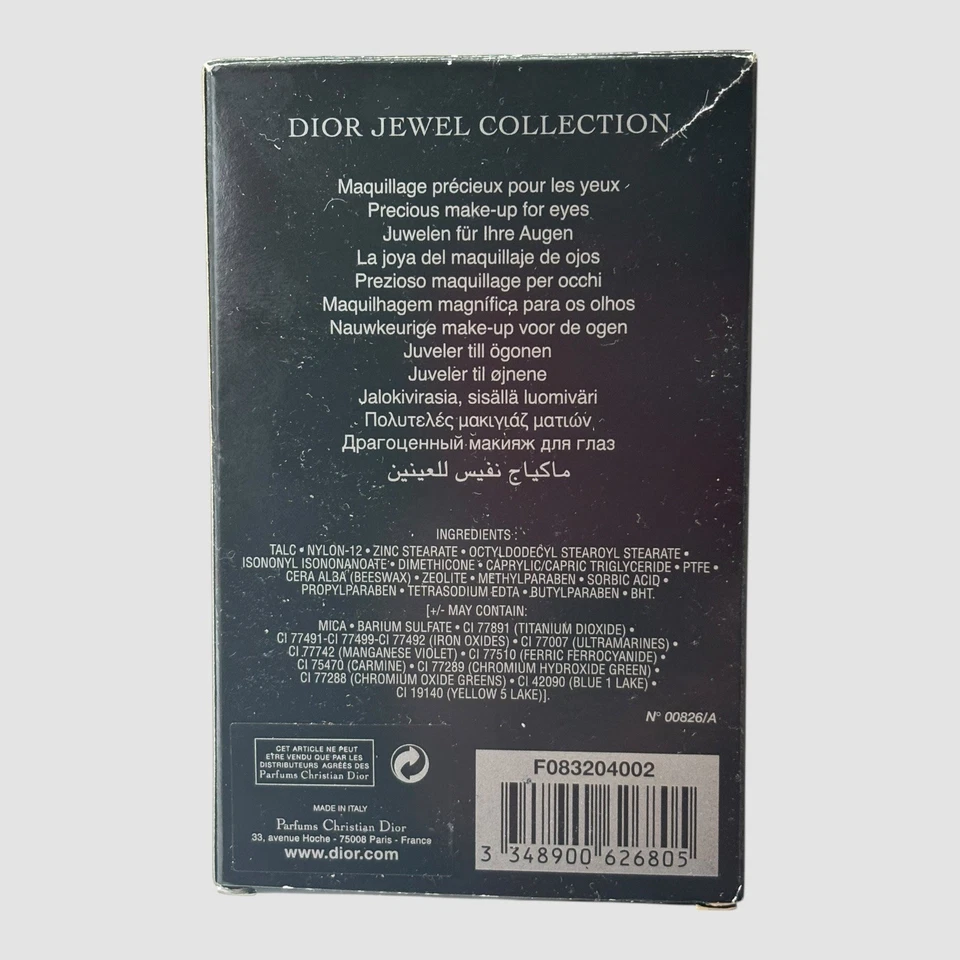 DIOR JEWEL COLLECTION
Maquillage précieux pour les yeux
Precious make-up for eyes
Juwelen für Ihre Augen
La joya del maquillaje de ojos
Prezioso maquillage per occhi
Maquilhagem magnífica para os olhos
Nauwkeurige make-up voor de ogen
Juveler till ögonen
Juveler til øjnene
Jalokivirasia, sisällä luomiväri
Πολυτελές μακιγιάζ ματιών
Драгоценный макияж для глаз
ماكياج نفيس للعينين
INGREDIENTS :
TALC • NYLON-12 • ZINC STEARATE • OCTYLDODECYL STEAROYL STEARATE •
ISONONYL ISONONANOATE • DIMETHICONE • CAPRYLIC/CAPRIC TRIGLYCERIDE • PTFE •
CERA ALBA (BEESWAX) • ZEOLITE • METHYLPARABEN • SORBIC ACID •
PROPYLPARABEN • TETRASODIUM EDTA • BUTYLPARABEN • BHT.
[+/- MAY CONTAIN:
MICA • BARIUM SULFATE • CI 77891 (TITANIUM DIOXIDE) •
CI 77491-CI 77499-CI 77492 (IRON OXIDES) • CI 77007 (ULTRAMARINES) •
CI 77742 (MANGANESE VIOLET) • CI 77510 (FERRIC FERROCYANIDE) •
CI 75470 (CARMINE) • CI 77289 (CHROMIUM HYDROXIDE GREEN) •
CI 77288 (CHROMIUM OXIDE GREENS) • CI 42090 (BLUE 1 LAKE) •
CI 19140 (YELLOW 5 LAKE)].
N° 00826/A
CET ARTICLE NE PEUT
ETRE VENDU QUE PAR LES
DISTRIBUTEURS AGRÉÉS DES
Parfums Christian Dior
MADE IN ITALY
Parfums Christian Dior
33, avenue Hoche - 75008 Paris - France
www.dior.com
F083204002
3 348900 626805